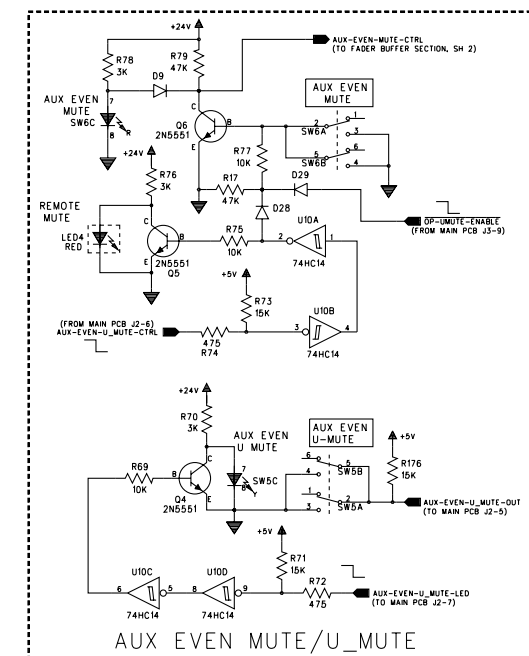 +24V
AUX-EVEN-MUTE-CTRL
(TO FADER BUFFER SECTION, SH 2)
R78
3K
R79
47K
D9
AUX EVEN
MUTE
SW6C
7
8
R
C
B
E
Q6
2N5551
AUX EVEN
MUTE
2
1
3
SW6A
5
6
4
SW6B
R77
10K
+24V
R76
3K
R17
47K
D29
REMOTE
MUTE
LED4
RED
C
B
E
2N5551
Q5
R75
10K
D28
U10A
2
1
74HC14
OP-UMUTE-ENABLE
(FROM MAIN PCB J3-9)
+5V
R73
15K
U10B
3
4
74HC14
(FROM MAIN PCB J2-6)
AUX-EVEN-U_MUTE-CTRL
475
R74
+24V
R70
3K
AUX EVEN
U MUTE
AUX EVEN
U-MUTE
+5V
R69
10K
C
B
E
Q4
2N5551
7
8
Y
SW5C
6
4
5
SW5B
1
3
2
SW5A
R176
15K
AUX-EVEN-U_MUTE-OUT
(TO MAIN PCB J2-5)
+5V
R71
15K
U10C
6
5
74HC14
U10D
8
9
74HC14
R72
475
AUX-EVEN-U_MUTE-LED
(TO MAIN PCB J2-7)
AUX EVEN MUTE/U_MUTE